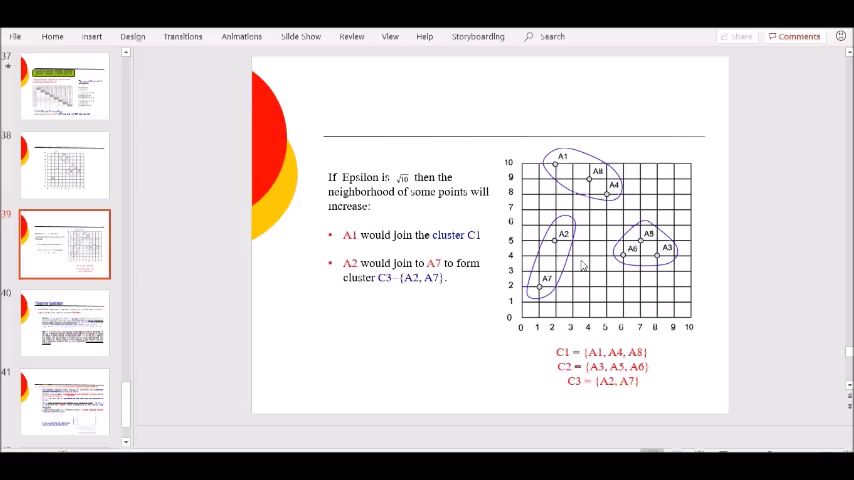 File Home Insert Design Transitions Animations Slide Show Review View Help Storyboarding Search Share Comments
37
38
39
40
41
If Epsilon is √10 then the
neighborhood of some points will
increase:
• A1 would join the cluster C1
• A2 would join to A7 to form
cluster C3={A2, A7}.
A1
10
A8
9
A4
8
7
6
A2
A5
5
A6
A3
4
3
A7
2
1
0
0 1 2 3 4 5 6 7 8 9 10
C1 = {A1, A4, A8}
C2 = {A3, A5, A6}
C3 = {A2, A7}